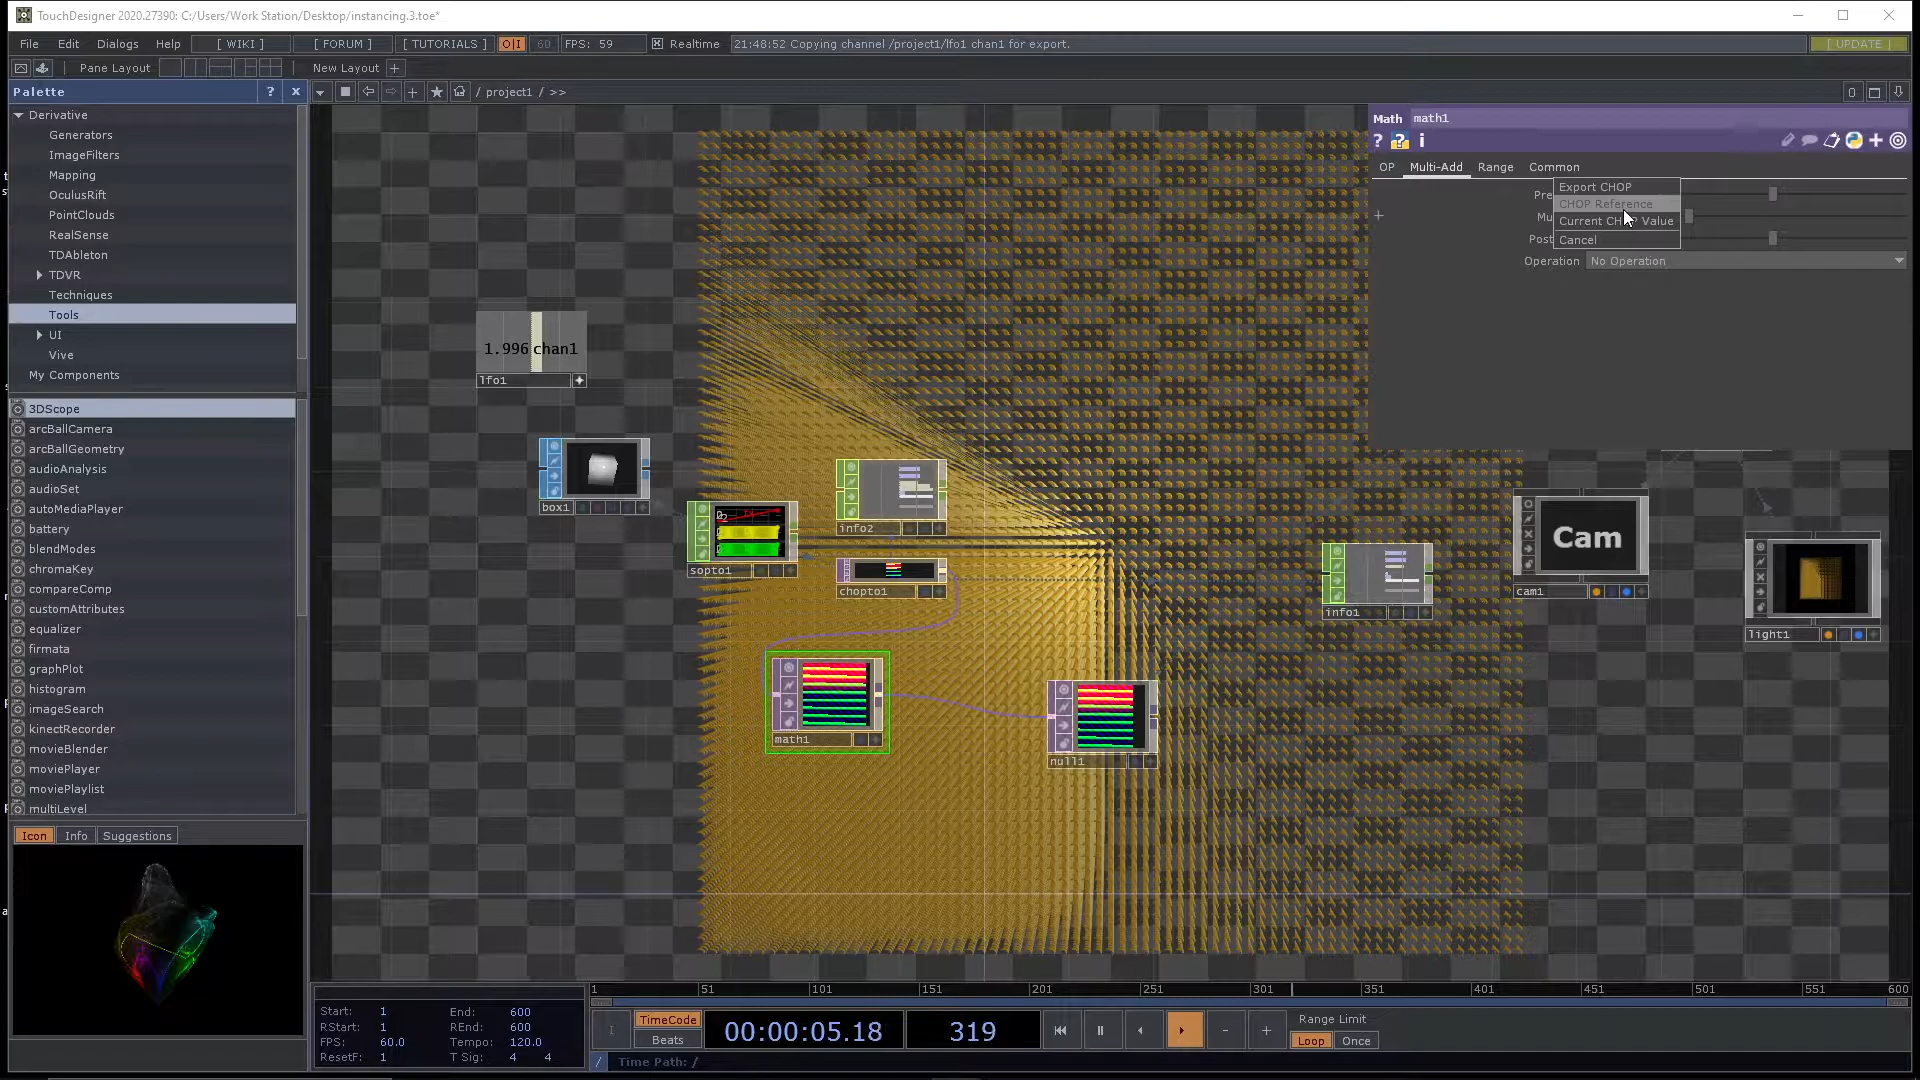 TouchDesigner 2020.27390: C:/Users/Work Station/Desktop/instancing.3.toe*
File Edit Dialogs Help [ WIKI ] [ FORUM ] [ TUTORIALS ] O|I 60 FPS: 59 Realtime 21:48:52 Copying channel /project1/lfo1 chan1 for export. [ UPDATE ]
Pane Layout New Layout +
Palette ? x / project1 / >> 0
Derivative
Generators
ImageFilters
Mapping
OculusRift
PointClouds
RealSense
TDAbleton
TDVR
Techniques
Tools
UI
Vive
My Components
3DScope
arcBallCamera
arcBallGeometry
audioAnalysis
audioSet
autoMediaPlayer
battery
blendModes
chromaKey
compareComp
customAttributes
equalizer
firmata
graphPlot
histogram
imageSearch
kinectRecorder
movieBlender
moviePlayer
moviePlaylist
multiLevel
Icon Info Suggestions
1.996 chan1
lfo1
box1
sopto1
info2
chopto1
math1
null1
info1
Cam
cam1
light1
Math math1
? ? i
OP Multi-Add Range Common
Pre
Mu
Post
Export CHOP
CHOP Reference
Current CH P Value
Cancel
Operation No Operation
1 51 101 151 201 251 301 351 401 451 501 551 600
Start: 1 End: 600
RStart: 1 REnd: 600
FPS: 60.0 Tempo: 120.0
ResetF: 1 T Sig: 4 4
TimeCode
Beats
00:00:05.18
319
- +
Range Limit
Loop Once
/ Time Path: /